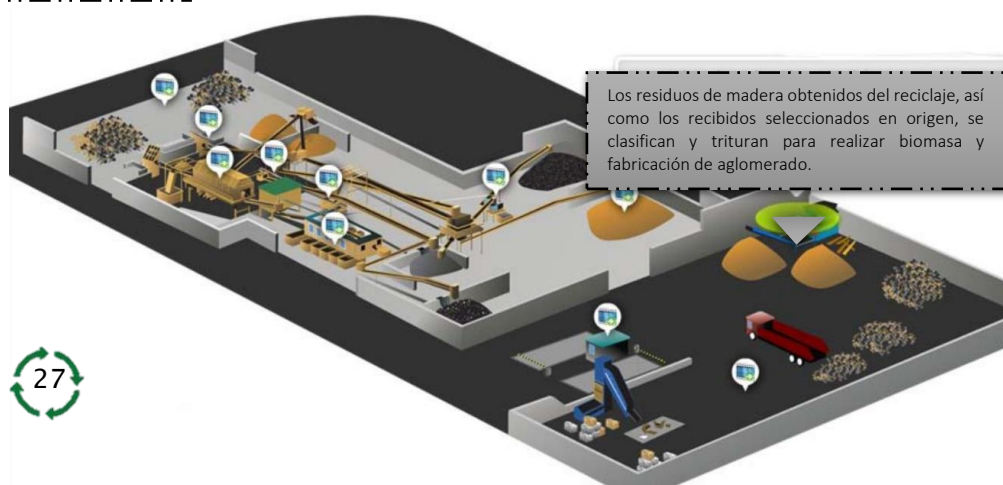 Los residuos de madera obtenidos del reciclaje, así
como los recibidos seleccionados en origen, se
clasifican y trituran para realizar biomasa y
fabricación de aglomerado.
27